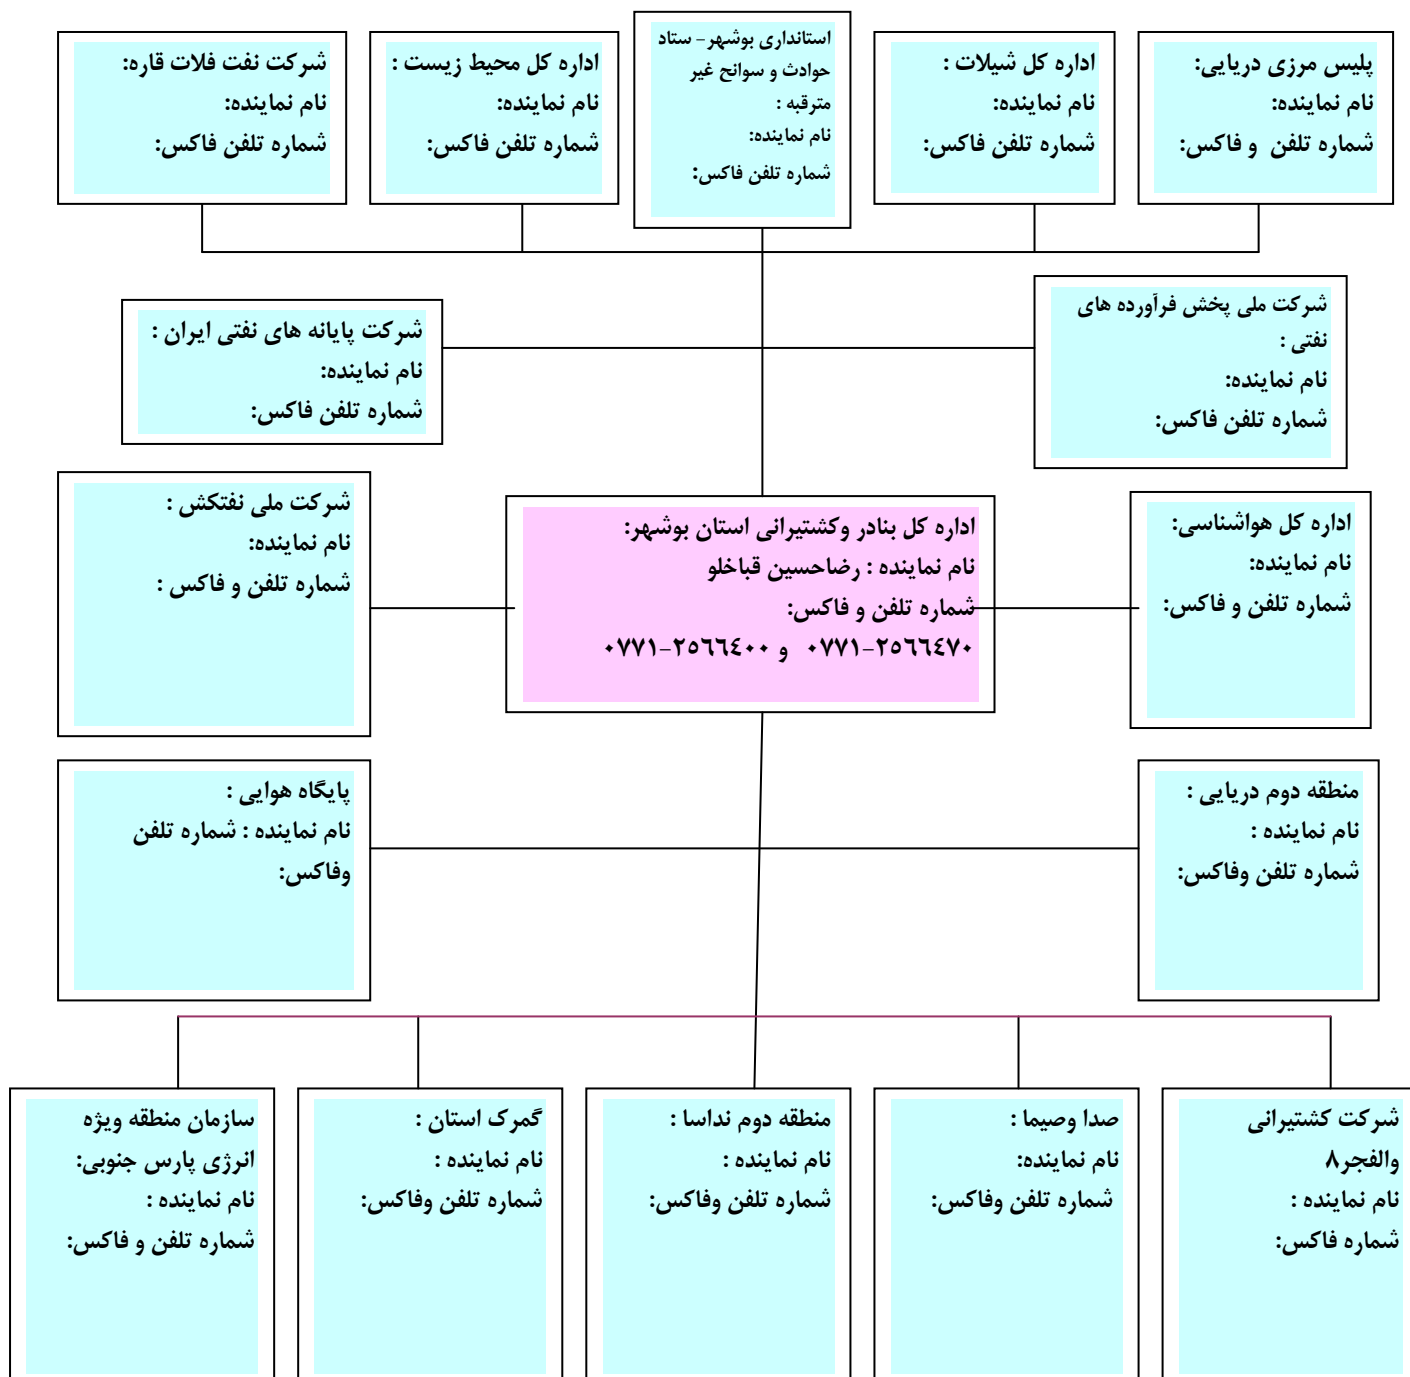 پلیس مرزی دریایی:
نام نماینده:
شماره تلفن و فاکس:
اداره کل شیلات :
نام نماینده:
شماره تلفن فاکس:
استانداری بوشهر- ستاد
حوادث و سوانح غیر
مترقبه :
نام نماینده:
شماره تلفن فاکس:
اداره کل محیط زیست :
نام نماینده:
شماره تلفن فاکس:
شرکت نفت فلات قاره:
نام نماینده:
شماره تلفن فاکس:
شرکت ملی پخش فرآورده های
نفتی :
نام نماینده:
شماره تلفن فاکس:
شرکت پایانه های نفتی ایران :
نام نماینده:
شماره تلفن فاکس:
اداره کل هواشناسی:
نام نماینده:
شماره تلفن و فاکس:
اداره کل بنادر وکشتیرانی استان بوشهر:
نام نماینده : رضاحسین قباخلو
شماره تلفن و فاکس:
٠٧٧١-٢٥٦٦٤٧٠ و ٠٧٧١-٢٥٦٦٤٠٠
شرکت ملی نفتکش :
نام نماینده:
شماره تلفن و فاکس :
منطقه دوم دریایی :
نام نماینده :
شماره تلفن وفاکس:
پایگاه هوایی :
نام نماینده : شماره تلفن
وفاکس:
شرکت کشتیرانی
والفجر۸
نام نماینده :
شماره فاکس:
صدا وصیما :
نام نماینده:
شماره تلفن وفاکس:
منطقه دوم نداسا :
نام نماینده :
شماره تلفن وفاکس:
گمرک استان :
نام نماینده :
شماره تلفن وفاکس:
سازمان منطقه ویژه
انرژی پارس جنوبی:
نام نماینده :
شماره تلفن و فاکس: